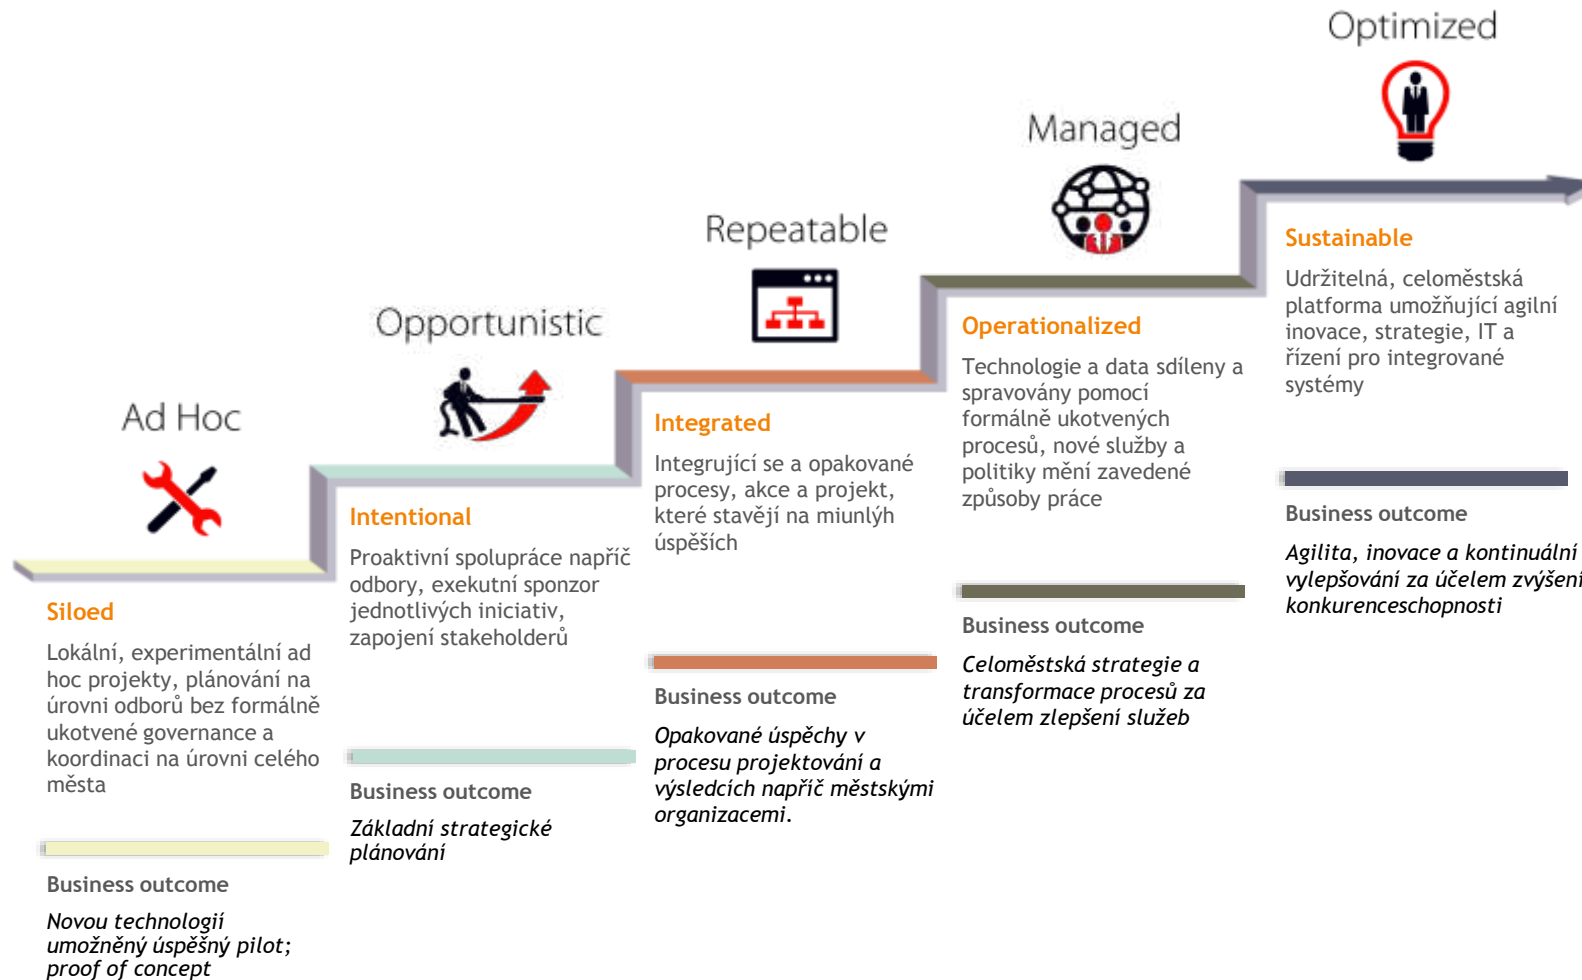 Ad Hoc
Siloed
Lokální, experimentální ad
hoc projekty, plánování na
úrovni odborů bez formálně
ukotvené governance a
koordinaci na úrovni celého
města
Business outcome
Novou technologií
umožněný úspěšný pilot;
proof of concept
Opportunistic
Intentional
Proaktivní spolupráce napříč
odbory, exekutní sponzor
jednotlivých iniciativ,
zapojení stakeholderů
Business outcome
Základní strategické
plánování
Repeatable
Integrated
Integrující se a opakované
procesy, akce a projekt,
které stavějí na miunlýh
úspěších
Business outcome
Opakované úspěchy v
procesu projektování a
výsledcích napříč městskými
organizacemi.
Managed
Operationalized
Technologie a data sdíleny a
spravovány pomocí
formálně ukotvených
procesů, nové služby a
politiky mění zavedené
způsoby práce
Business outcome
Celoměstská strategie a
transformace procesů za
účelem zlepšení služeb
Optimized
Sustainable
Udržitelná, celoměstská
platforma umožňující agilní
inovace, strategie, IT a
řízení pro integrované
systémy
Business outcome
Agilita, inovace a kontinuální
vylepšování za účelem zvýšení
konkurenceschopnosti